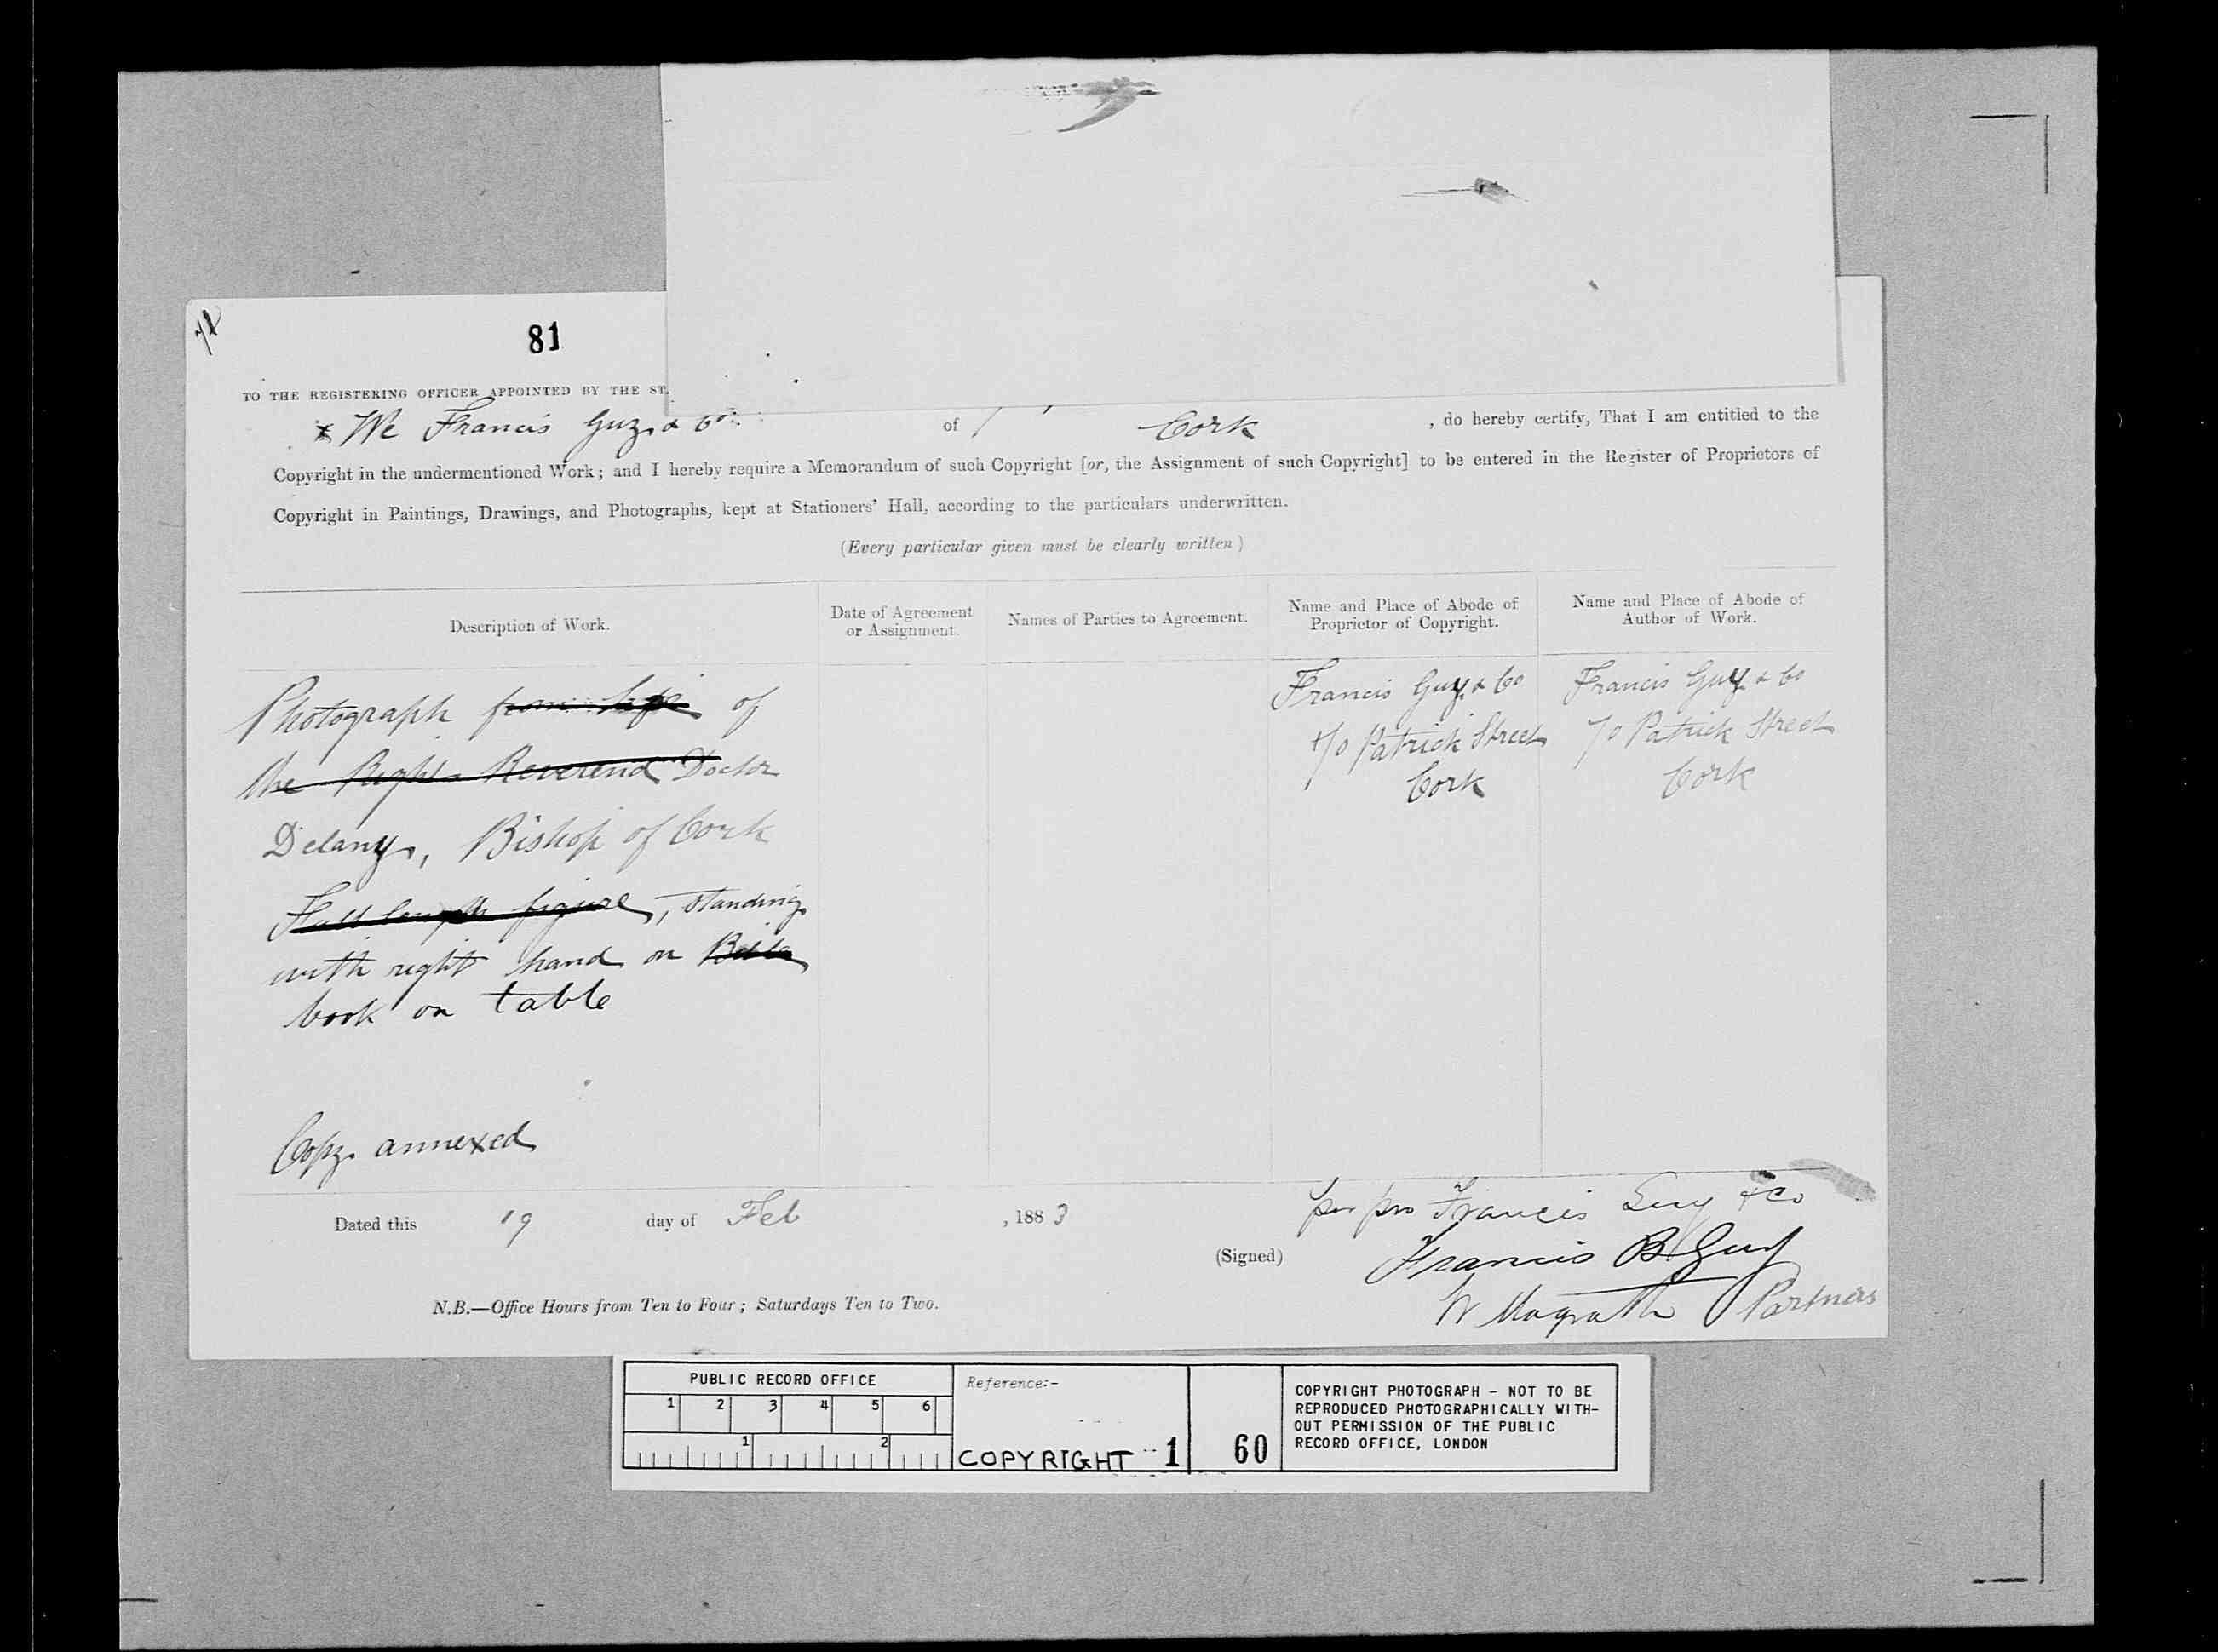 81
TO THE REGISTERING OFFICER APPOINTED BY THE ST
x We Francis Guy & Co. of Cork , do hereby certify, That I am entitled to the
Copyright in the undermentioned Work; and I hereby require a Memorandum of such Copyright [or, the Assignment of such Copyright] to be entered in the Register of Proprietors of
Copyright in Paintings, Drawings, and Photographs, kept at Stationers' Hall, according to the particulars underwritten.
(Every particular given must be clearly written)
Description of Work.
Date of Agreement
or Assignment.
Names of Parties to Agreement.
Name and Place of Abode of
Proprietor of Copyright.
Name and Place of Abode of
Author of Work.
Photograph from life of
the Right Reverend Doctor
Delany, Bishop of Cork
Full length figure, standing
with right hand on Bible
book on table
Copy annexed
Francis Guy & Co
70 Patrick Street
Cork
Francis Guy & Co
70 Patrick Street
Cork
Dated this 19 day of Feb , 1883
per pro Francis Guy & Co
(Signed) Francis B Guy
W Magrath Partners
N.B.—Office Hours from Ten to Four; Saturdays Ten to Two.
PUBLIC RECORD OFFICE
1 2 3 4 5 6
1 2
Reference:-
COPYRIGHT 1 60
COPYRIGHT PHOTOGRAPH - NOT TO BE
REPRODUCED PHOTOGRAPHICALLY WITH-
OUT PERMISSION OF THE PUBLIC
RECORD OFFICE, LONDON